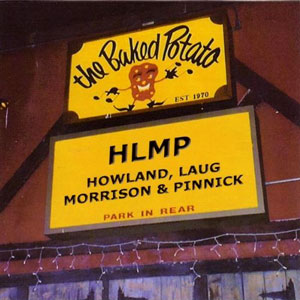 the Baked Potato
EST 1970
HLMP
HOWLAND, LAUG
MORRISON & PINNICK
PARK IN REAR